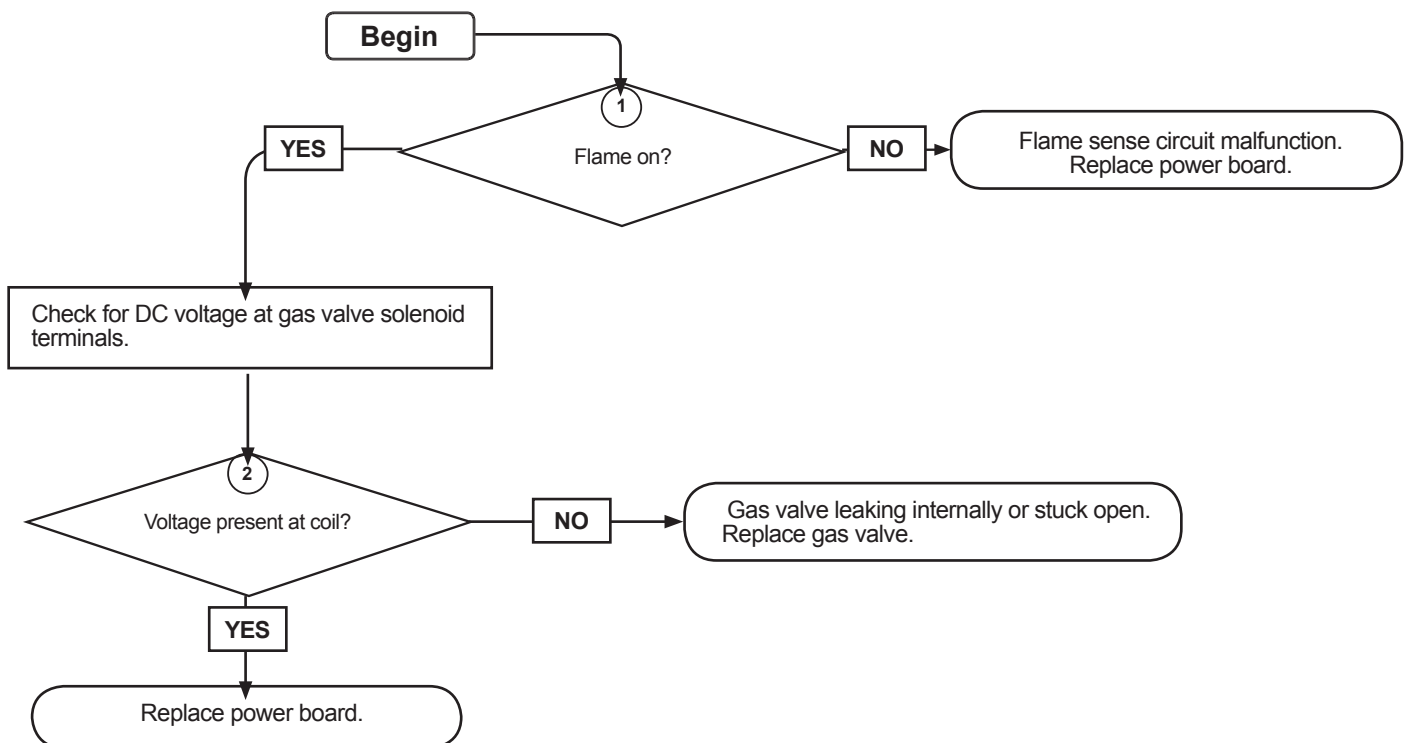 Begin
1
Flame on?
YES
NO
Flame sense circuit malfunction.
Replace power board.
Check for DC voltage at gas valve solenoid
terminals.
2
Voltage present at coil?
NO
Gas valve leaking internally or stuck open.
Replace gas valve.
YES
Replace power board.